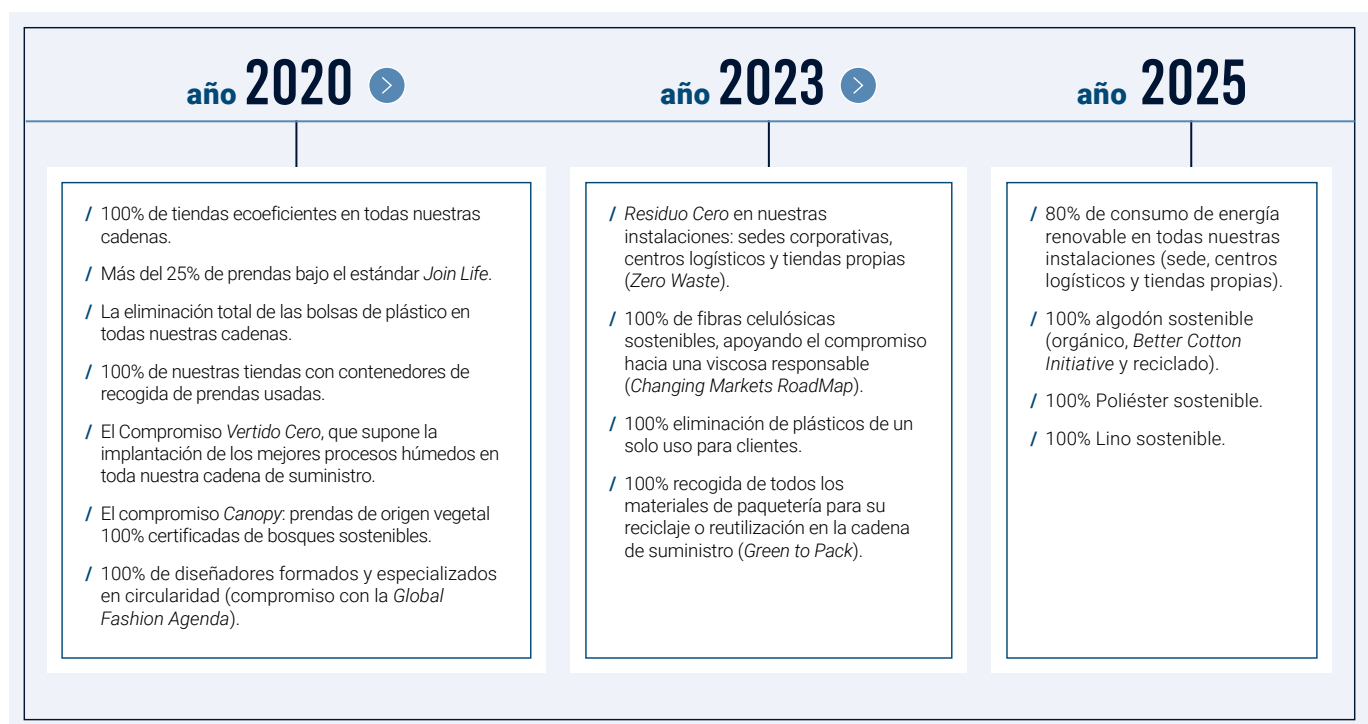 año 2020
/ 100% de tiendas ecoeficientes en todas nuestras
cadenas.
/ Más del 25% de prendas bajo el estándar Join Life.
/ La eliminación total de las bolsas de plástico en
todas nuestras cadenas.
/ 100% de nuestras tiendas con contenedores de
recogida de prendas usadas.
/ El Compromiso Vertido Cero, que supone la
implantación de los mejores procesos húmedos en
toda nuestra cadena de suministro.
/ El compromiso Canopy: prendas de origen vegetal
100% certificadas de bosques sostenibles.
/ 100% de diseñadores formados y especializados
en circularidad (compromiso con la Global
Fashion Agenda).
año 2023
/ Residuo Cero en nuestras
instalaciones: sedes corporativas,
centros logísticos y tiendas propias
(Zero Waste).
/ 100% de fibras celulósicas
sostenibles, apoyando el compromiso
hacia una viscosa responsable
(Changing Markets RoadMap).
/ 100% eliminación de plásticos de un
solo uso para clientes.
/ 100% recogida de todos los
materiales de paquetería para su
reciclaje o reutilización en la cadena
de suministro (Green to Pack).
año 2025
/ 80% de consumo de energía
renovable en todas nuestras
instalaciones (sede, centros
logísticos y tiendas propias).
/ 100% algodón sostenible
(orgánico, Better Cotton
Initiative y reciclado).
/ 100% Poliéster sostenible.
/ 100% Lino sostenible.